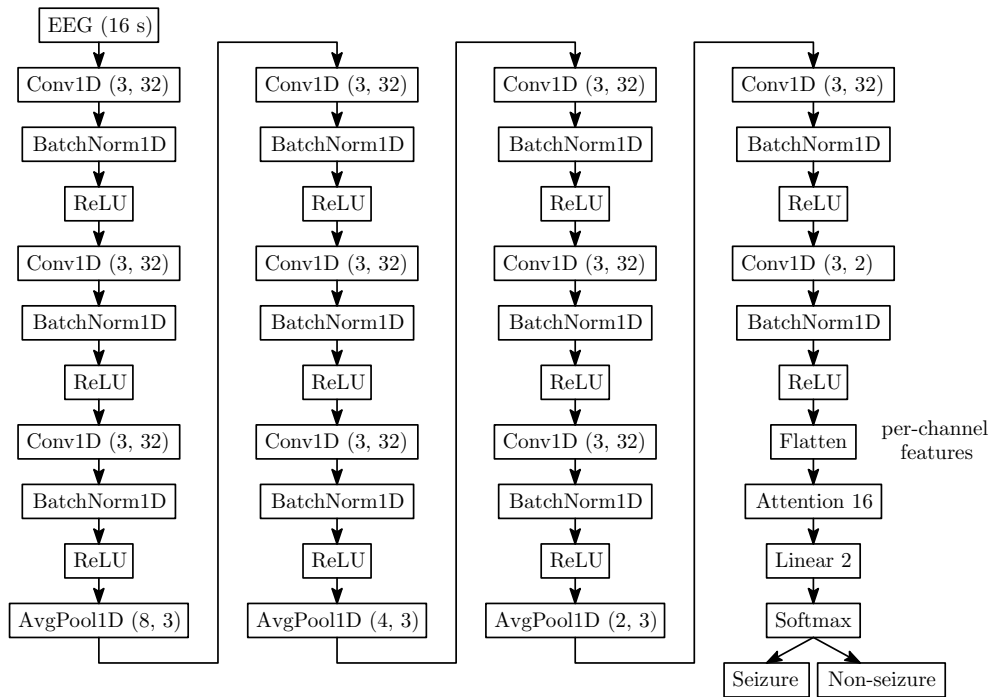 EEG (16 s)
Conv1D (3, 32)
BatchNorm1D
ReLU
Conv1D (3, 32)
BatchNorm1D
ReLU
Conv1D (3, 32)
BatchNorm1D
ReLU
AvgPool1D (8, 3)
Conv1D (3, 32)
BatchNorm1D
ReLU
Conv1D (3, 32)
BatchNorm1D
ReLU
Conv1D (3, 32)
BatchNorm1D
ReLU
AvgPool1D (4, 3)
Conv1D (3, 32)
BatchNorm1D
ReLU
Conv1D (3, 32)
BatchNorm1D
ReLU
Conv1D (3, 32)
BatchNorm1D
ReLU
AvgPool1D (2, 3)
Conv1D (3, 32)
BatchNorm1D
ReLU
Conv1D (3, 2)
BatchNorm1D
ReLU
Flatten
per-channel
features
Attention 16
Linear 2
Softmax
Seizure
Non-seizure